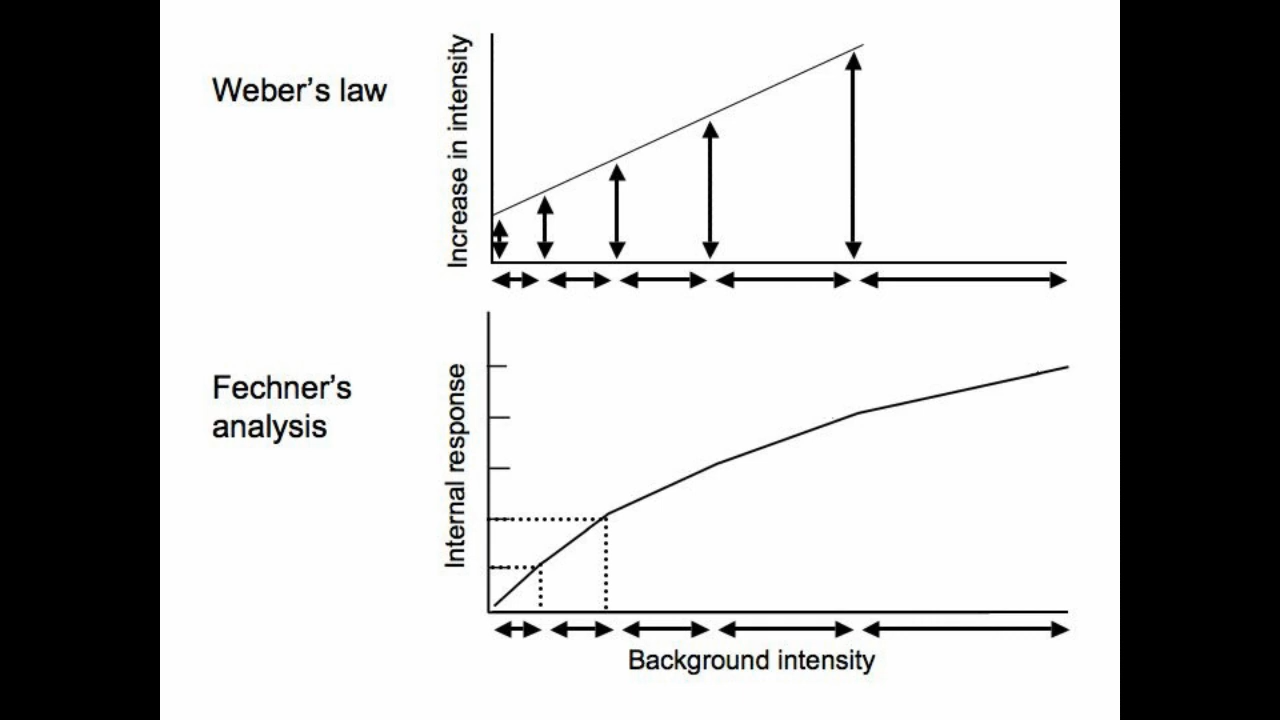 Weber's law
Increase in intensity
Fechner's
analysis
Internal response
Background intensity